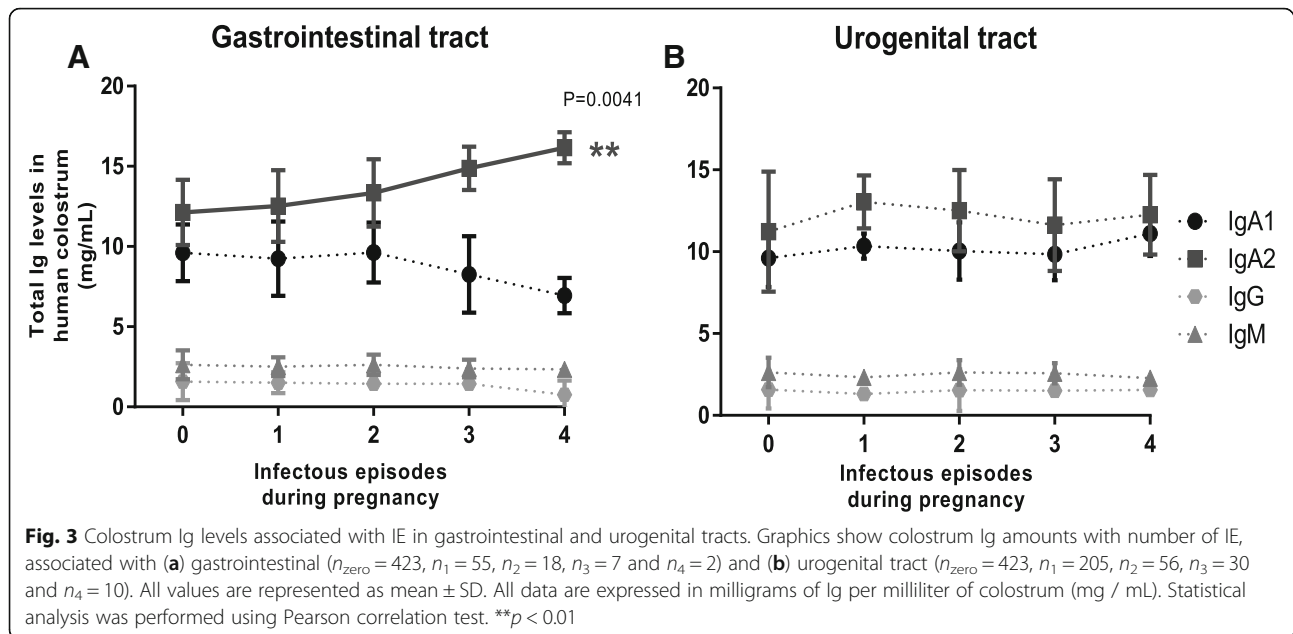 Gastrointestinal tract
A
P=0.0041
**
Total Ig levels in
human colostrum
(mg/mL)
20
15
10
5
0
0 1 2 3 4
Infectous episodes
during pregnancy
Urogenital tract
B
20
15
10
5
0
0 1 2 3 4
Infectous episodes
during pregnancy
IgA1
IgA2
IgG
IgM
Fig. 3 Colostrum Ig levels associated with IE in gastrointestinal and urogenital tracts. Graphics show colostrum Ig amounts with number of IE,
associated with (a) gastrointestinal (nzero = 423, n1 = 55, n2 = 18, n3 = 7 and n4 = 2) and (b) urogenital tract (nzero = 423, n1 = 205, n2 = 56, n3 = 30
and n4 = 10). All values are represented as mean ± SD. All data are expressed in milligrams of Ig per milliliter of colostrum (mg / mL). Statistical
analysis was performed using Pearson correlation test. **p < 0.01